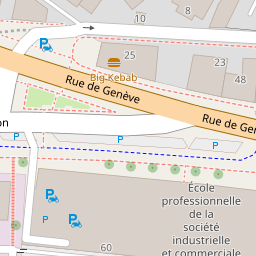 10
25
23
48
Big Kebab
Rue de Genève
Rue de Gen
on
P
P
P
École
professionnelle
de la
société
industrielle
et commerciale
60